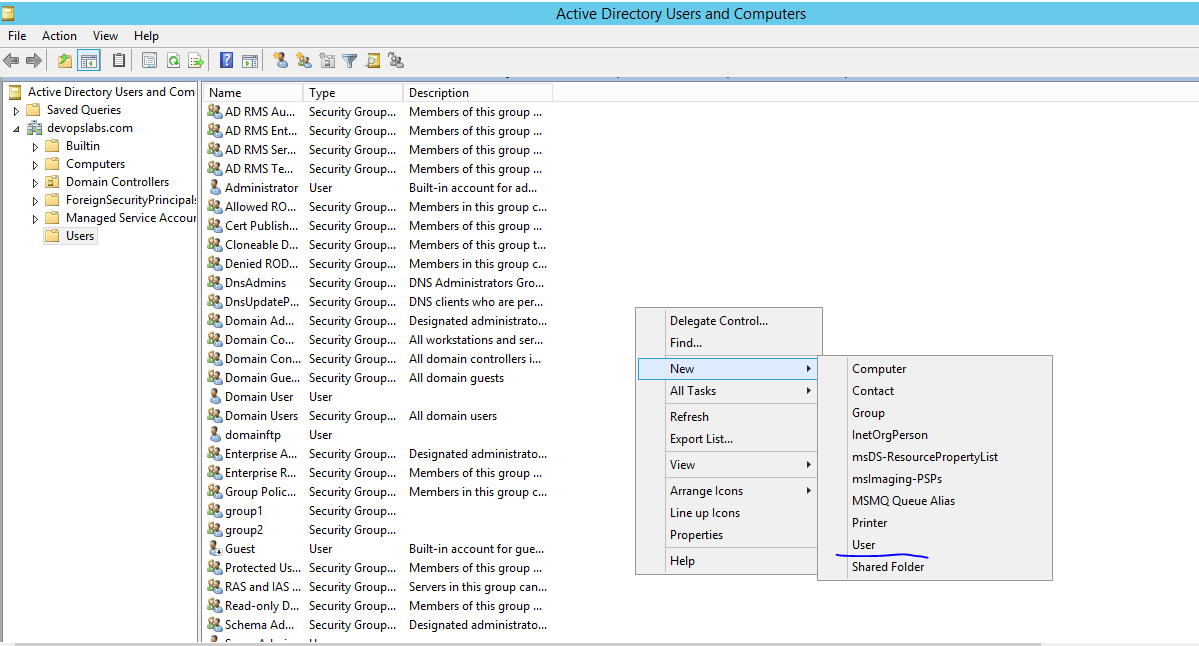 Active Directory Users and Computers
File Action View Help
Active Directory Users and Com
Saved Queries
devopslabs.com
Builtin
Computers
Domain Controllers
ForeignSecurityPrincipals
Managed Service Accour
Users
Name Type Description
AD RMS Au... Security Group... Members of this group ...
AD RMS Ent... Security Group... Members of this group ...
AD RMS Ser... Security Group... Members of this group ...
AD RMS Te... Security Group... Members of this group ...
Administrator User Built-in account for ad...
Allowed RO... Security Group... Members in this group c...
Cert Publish... Security Group... Members of this group ...
Cloneable D... Security Group... Members of this group t...
Denied ROD... Security Group... Members in this group c...
DnsAdmins Security Group... DNS Administrators Gro...
DnsUpdateP... Security Group... DNS clients who are per...
Domain Ad... Security Group... Designated administrato...
Domain Co... Security Group... All workstations and ser...
Domain Con... Security Group... All domain controllers i...
Domain Gue... Security Group... All domain guests
Domain User User
Domain Users Security Group... All domain users
domainftp User
Enterprise A... Security Group... Designated administrato...
Enterprise R... Security Group... Members of this group ...
Group Polic... Security Group... Members in this group c...
group1 Security Group...
group2 Security Group...
Guest User Built-in account for gue...
Protected Us... Security Group... Members of this group ...
RAS and IAS ... Security Group... Servers in this group can...
Read-only D... Security Group... Members of this group ...
Schema Ad... Security Group... Designated administrato...
Delegate Control...
Find...
New
All Tasks
Refresh
Export List...
View
Arrange Icons
Line up Icons
Properties
Help
Computer
Contact
Group
InetOrgPerson
msDS-ResourcePropertyList
msImaging-PSPs
MSMQ Queue Alias
Printer
User
Shared Folder